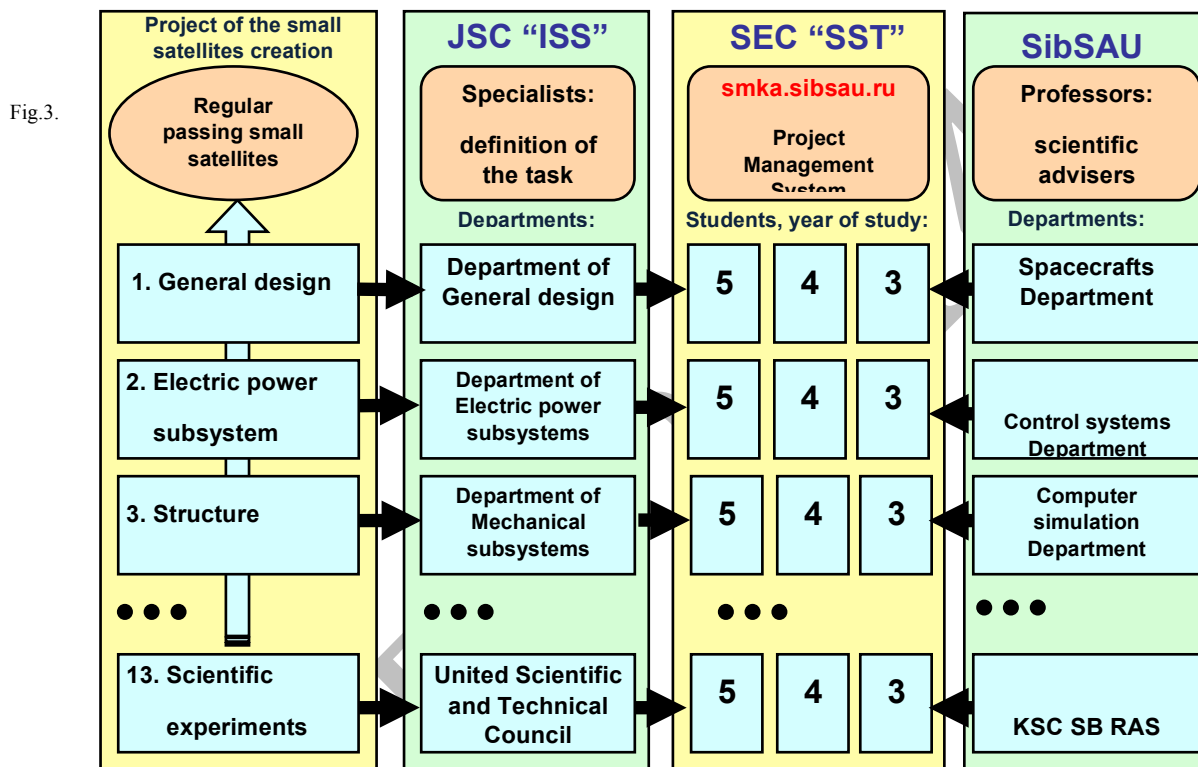 Fig.3.
Project of the small
satellites creation
Regular
passing small
satellites
1. General design
2. Electric power
subsystem
3. Structure
● ● ●
13. Scientific
experiments
JSC “ISS”
Specialists:
definition of
the task
Departments:
Department of
General design
Department of
Electric power
subsystems
Department of
Mechanical
subsystems
● ● ●
United Scientific
and Technical
Council
SEC “SST”
smka.sibsau.ru
Project
Management
System
Students, year of study:
5 4 3
5 4 3
5 4 3
● ● ●
5 4 3
SibSAU
Professors:
scientific
advisers
Departments:
Spacecrafts
Department
Control systems
Department
Computer
simulation
Department
● ● ●
KSC SB RAS